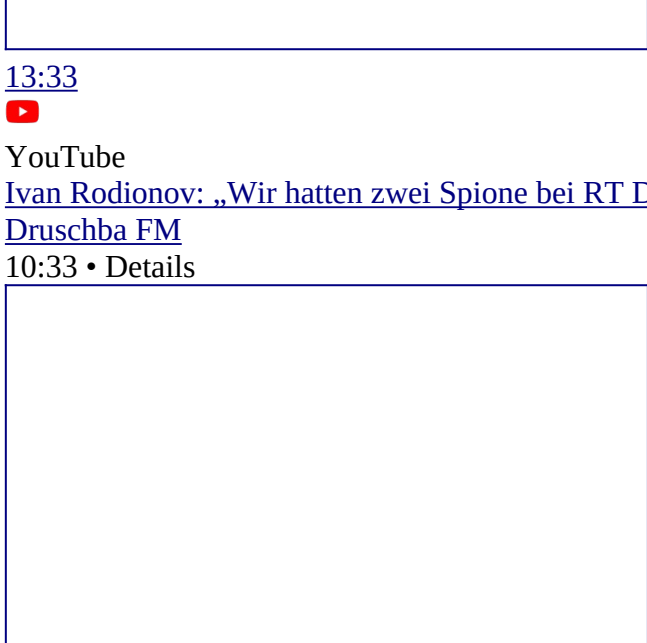 13:33
YouTube
Ivan Rodionov: „Wir hatten zwei Spione bei RT D
Druschba FM
10:33 • Details